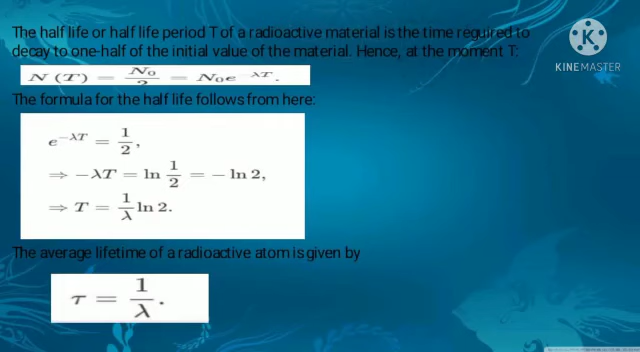 The half life or half life period T of a radioactive material is the time required to
decay to one-half of the initial value of the material. Hence, at the moment T:
N (T) = N₀/2 = N₀e^−λT.
The formula for the half life follows from here:
e^−λT = 1/2,
⇒ −λT = ln 1/2 = − ln 2,
⇒ T = 1/λ ln 2.
The average lifetime of a radioactive atom is given by
τ = 1/λ.
KINEMASTER